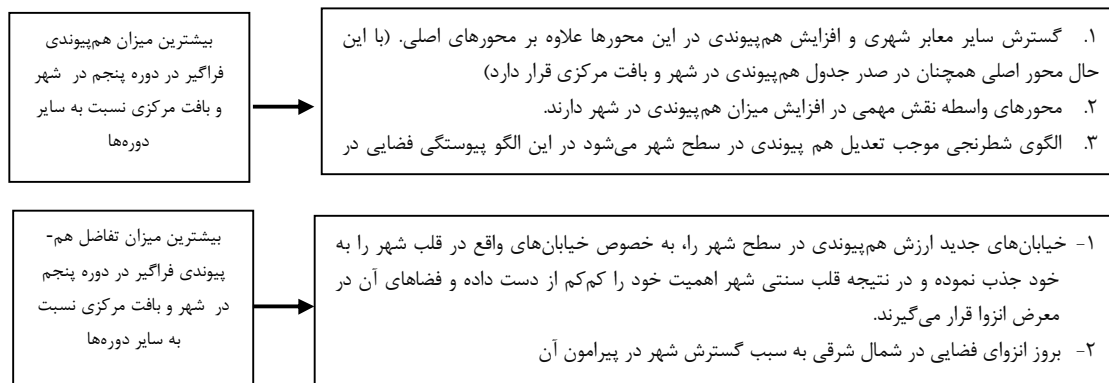 بیشترین میزان هم‌پیوندی
فراگیر در دوره پنجم در شهر
و بافت مرکزی نسبت به سایر
دوره‌ها
۱. گسترش سایر معابر شهری و افزایش هم‌پیوندی در این محورها علاوه بر محورهای اصلی. (با این
حال محور اصلی همچنان در صدر جدول هم‌پیوندی در شهر و بافت مرکزی قرار دارد)
۲. محورهای واسطه نقش مهمی در افزایش میزان هم‌پیوندی در شهر دارند.
۳. الگوی شطرنجی موجب تعدیل هم پیوندی در سطح شهر می‌شود در این الگو پیوستگی فضایی در
بیشترین میزان تفاضل هم-
پیوندی فراگیر در دوره پنجم
در شهر و بافت مرکزی نسبت
به سایر دوره‌ها
۱- خیابان‌های جدید ارزش هم‌پیوندی در سطح شهر را، به خصوص خیابان‌های واقع در قلب شهر را به
خود جذب نموده و در نتیجه قلب سنتی شهر اهمیت خود را کم‌کم از دست داده و فضاهای آن در
معرض انزوا قرار می‌گیرند.
۲- بروز انزوای فضایی در شمال شرقی به سبب گسترش شهر در پیرامون آن